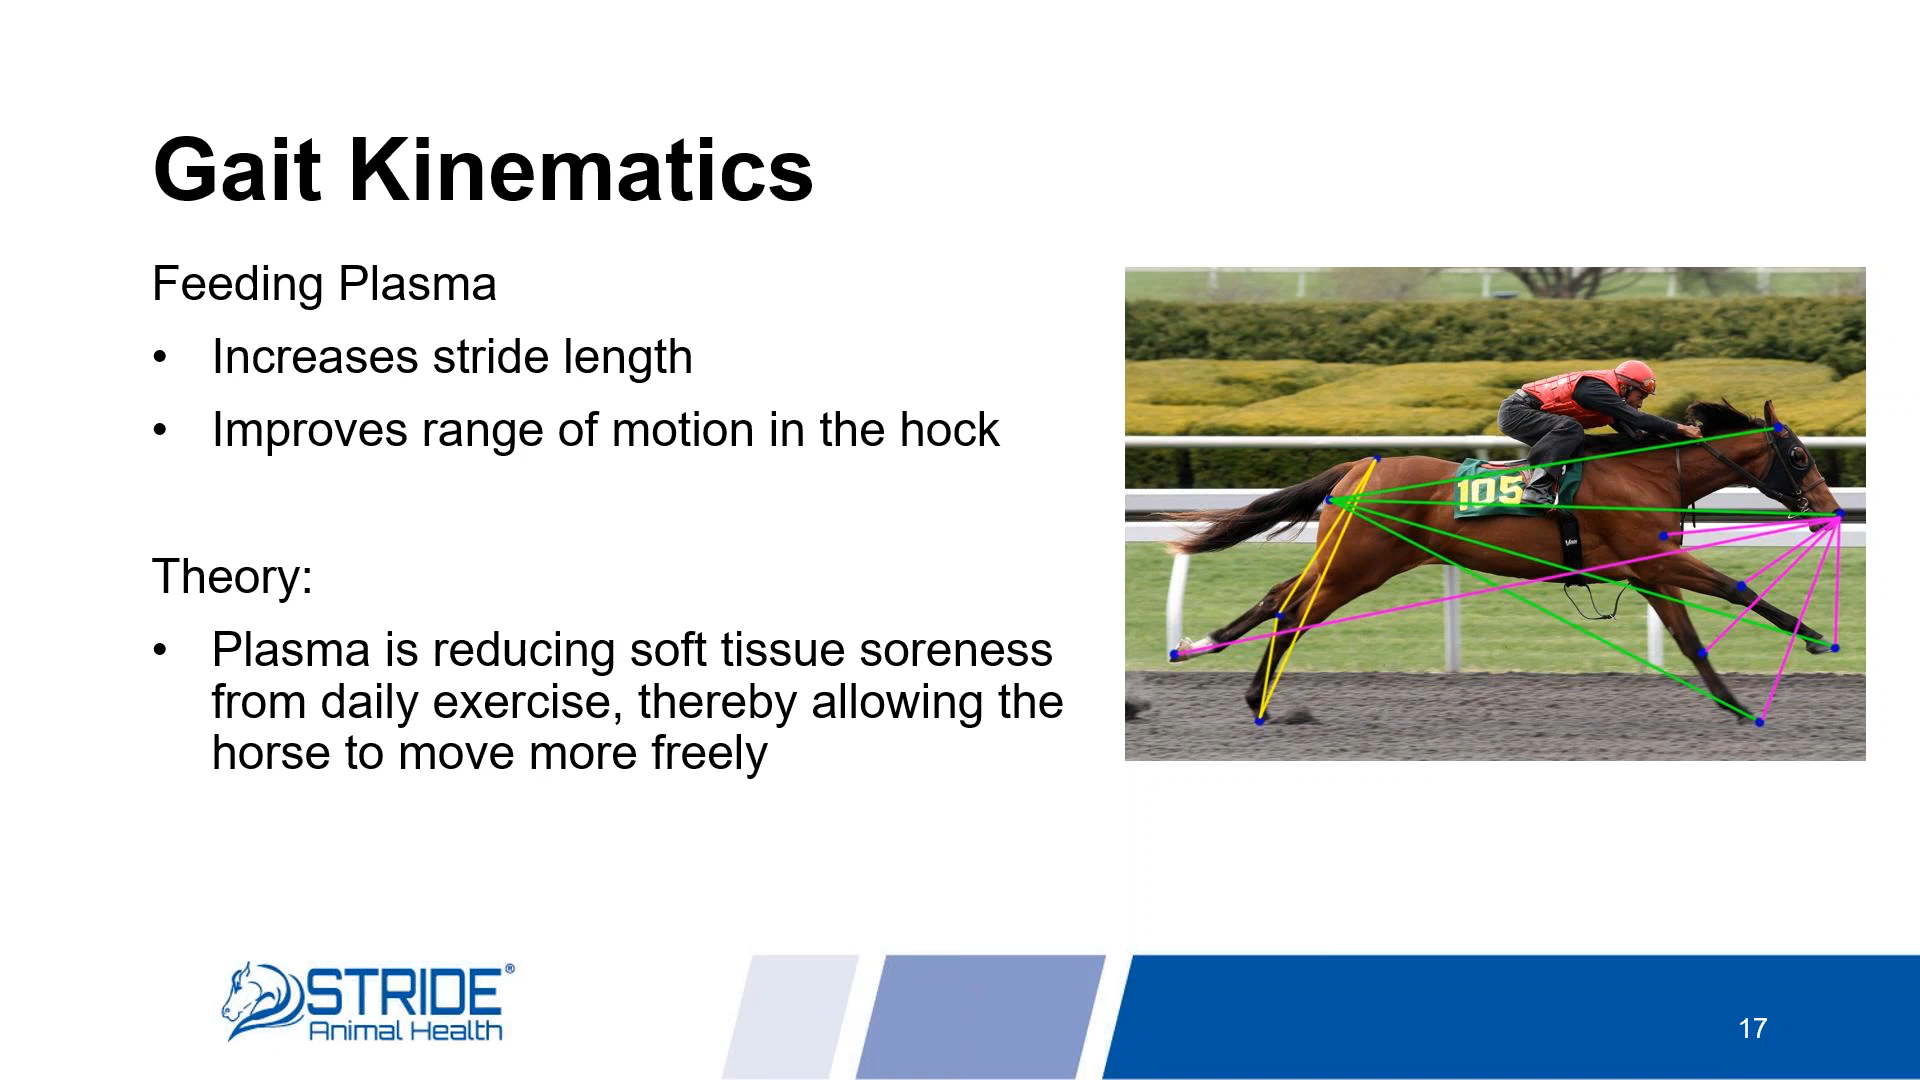 Gait Kinematics
Feeding Plasma
• Increases stride length
• Improves range of motion in the hock
Theory:
• Plasma is reducing soft tissue soreness
from daily exercise, thereby allowing the
horse to move more freely
105
STRIDE®
Animal Health
17